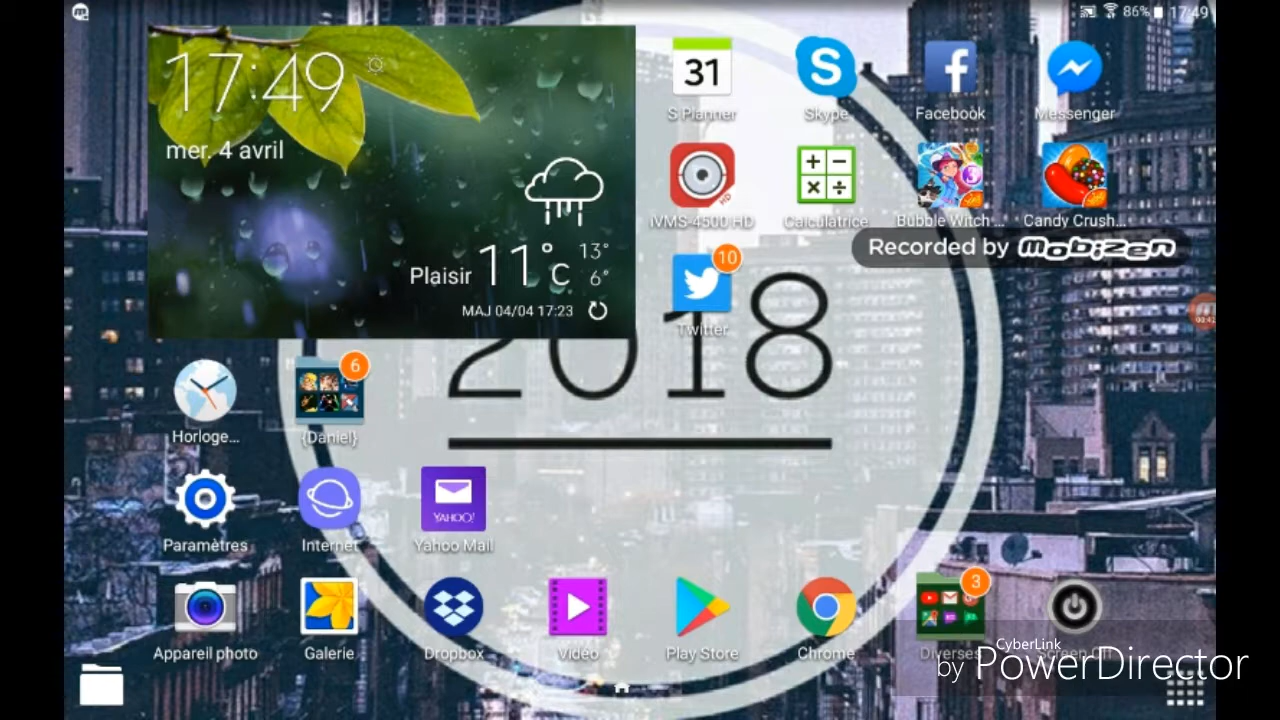 86% 17:49
17:49
mer. 4 avril
Plaisir 11°c 13°
6°
MAJ 04/04 17:23
31
S Planner
Skype
Facebook
Messenger
iVMS-4500 HD
Calculatrice
Bubble Witch ...
Candy Crush...
Recorded by mobizen
10
Twitter
2018
00:42
Horloge...
6
{Daniel}
Paramètres
Internet
YAHOO!
Yahoo Mail
Appareil photo
Galerie
Dropbox
Vidéo
Play Store
Chrome
3
Diverses
CyberLink
by PowerDirector